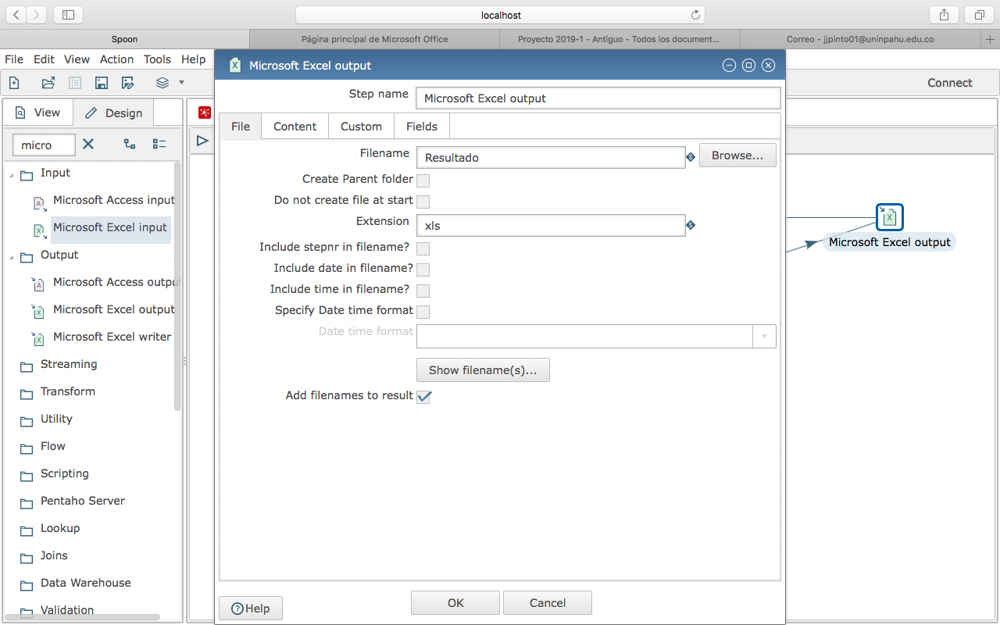 localhost
Spoon
Página principal de Microsoft Office
Proyecto 2019-1 - Antiguo - Todos los document...
Correo - jjpinto01@uninpahu.edu.co
File Edit View Action Tools Help
Connect
View
Design
micro
Input
Microsoft Access input
Microsoft Excel input
Output
Microsoft Access outpu
Microsoft Excel output
Microsoft Excel writer
Streaming
Transform
Utility
Flow
Scripting
Pentaho Server
Lookup
Joins
Data Warehouse
Validation
Microsoft Excel output
Step name
Microsoft Excel output
File
Content
Custom
Fields
Filename
Resultado
Browse...
Create Parent folder
Do not create file at start
Extension
xls
Include stepnr in filename?
Include date in filename?
Include time in filename?
Specify Date time format
Date time format
Show filename(s)...
Add filenames to result
Help
OK
Cancel
Microsoft Excel output